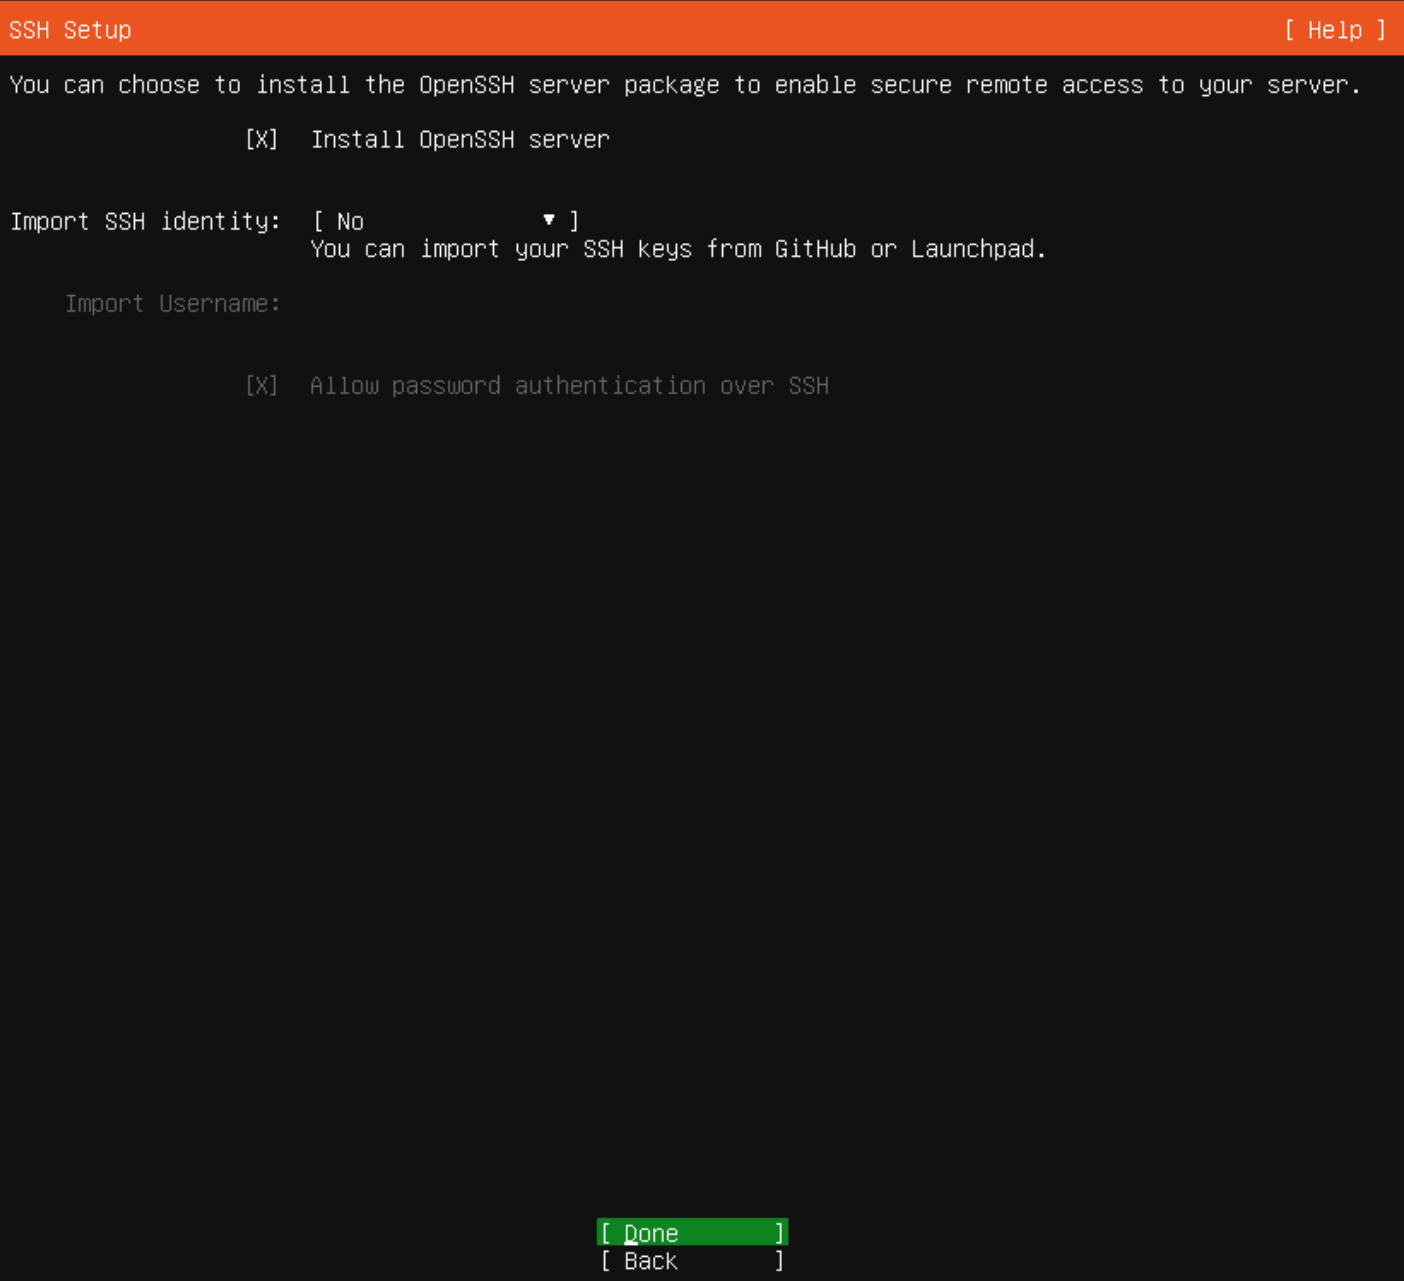 SSH Setup [ Help ]
You can choose to install the OpenSSH server package to enable secure remote access to your server.
[X] Install OpenSSH server
Import SSH identity: [ No ▼ ]
You can import your SSH keys from GitHub or Launchpad.
Import Username:
[X] Allow password authentication over SSH
[ Done ]
[ Back ]